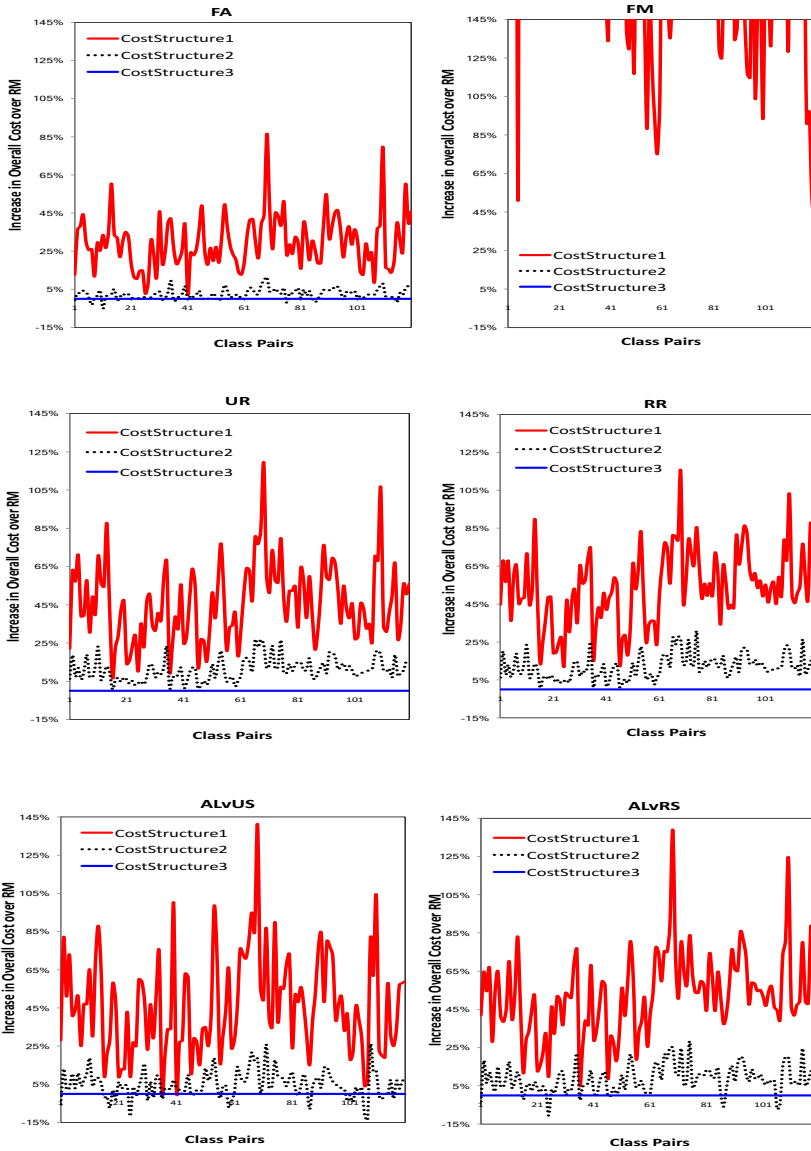 FA
145%
125%
105%
85%
65%
45%
25%
5%
-15%
Increase in Overall Cost over RM
CostStructure1
CostStructure2
CostStructure3
1 21 41 61 81 101
Class Pairs
FM
145%
125%
105%
85%
65%
45%
25%
5%
-15%
Increase in overall Cost over RM
CostStructure1
CostStructure2
CostStructure3
1 21 41 61 81 101
Class Pairs
UR
145%
125%
105%
85%
65%
45%
25%
5%
-15%
Increase in Overall Cost over RM
CostStructure1
CostStructure2
CostStructure3
1 21 41 61 81 101
Class Pairs
RR
145%
125%
105%
85%
65%
45%
25%
5%
-15%
Increase in Overall Cost over RM
CostStructure1
CostStructure2
CostStructure3
1 21 41 61 81 101
Class Pairs
ALvUS
145%
125%
105%
85%
65%
45%
25%
5%
-15%
Increase in Overall Cost over RM
CostStructure1
CostStructure2
CostStructure3
1 21 41 61 81 101
Class Pairs
ALvRS
145%
125%
105%
85%
65%
45%
25%
5%
-15%
Increase in Overall Cost over RM
CostStructure1
CostStructure2
CostStructure3
1 21 41 61 81 101
Class Pairs